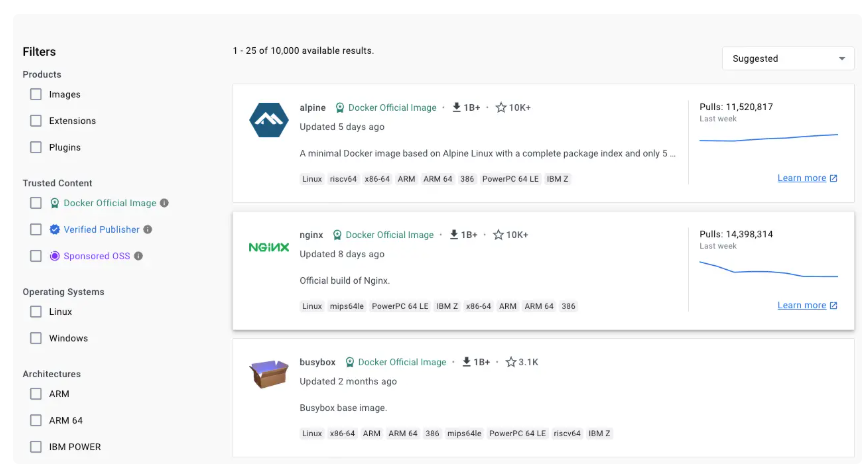 Filters
Products
Images
Extensions
Plugins
Trusted Content
Docker Official Image
Verified Publisher
Sponsored OSS
Operating Systems
Linux
Windows
Architectures
ARM
ARM 64
IBM POWER
1 - 25 of 10,000 available results.
Suggested
alpine Docker Official Image · 1B+ · 10K+
Updated 5 days ago
A minimal Docker image based on Alpine Linux with a complete package index and only 5 ...
Linux riscv64 x86-64 ARM ARM 64 386 PowerPC 64 LE IBM Z
Pulls: 11,520,817
Last week
Learn more
NGINX
nginx Docker Official Image · 1B+ · 10K+
Updated 8 days ago
Official build of Nginx.
Linux mips64le PowerPC 64 LE IBM Z x86-64 ARM ARM 64 386
Pulls: 14,398,314
Last week
Learn more
busybox Docker Official Image · 1B+ · 3.1K
Updated 2 months ago
Busybox base image.
Linux x86-64 ARM ARM 64 386 mips64le PowerPC 64 LE riscv64 IBM Z